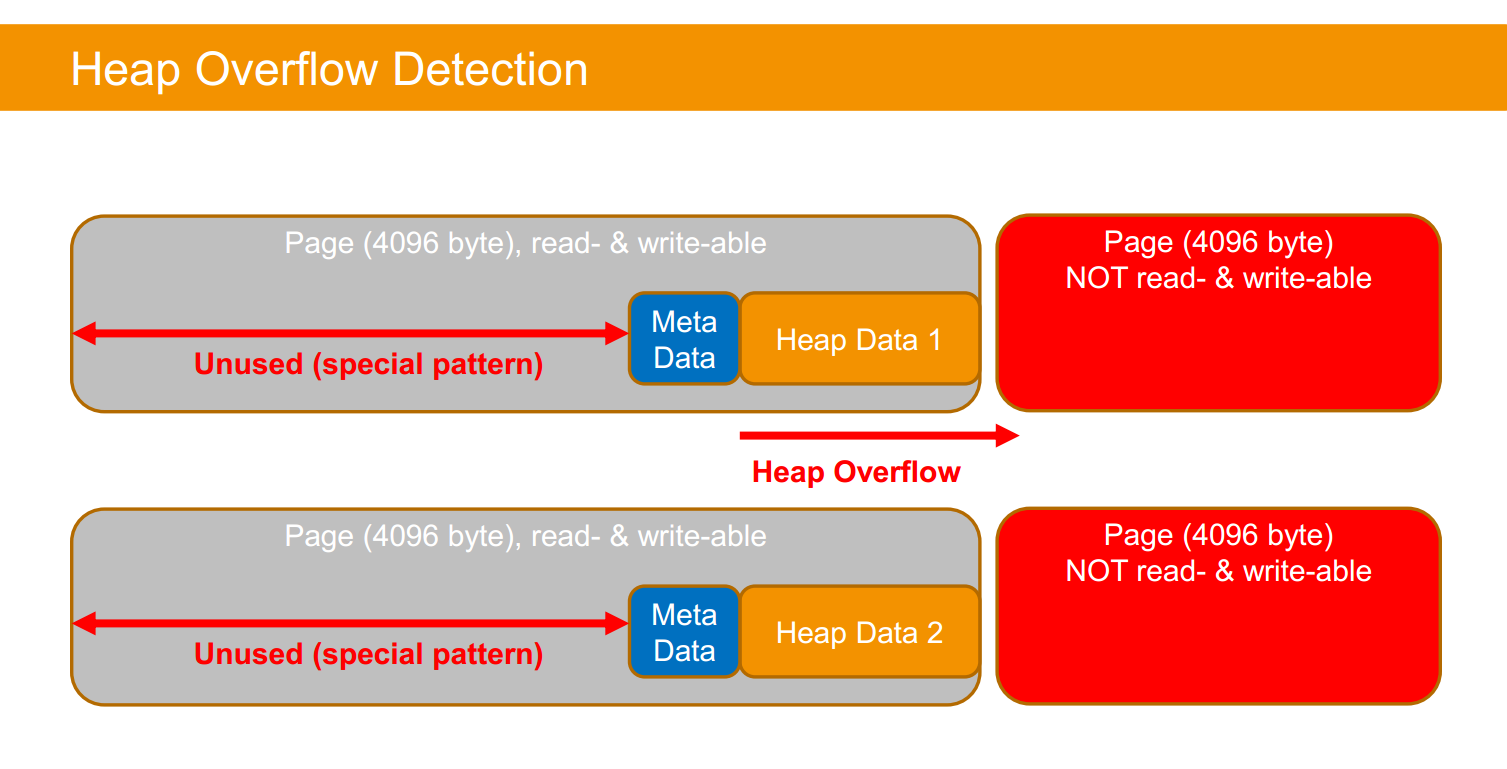 Heap Overflow Detection
Page (4096 byte), read- & write-able
Page (4096 byte)
NOT read- & write-able
Meta
Data
Heap Data 1
Unused (special pattern)
Heap Overflow
Page (4096 byte), read- & write-able
Page (4096 byte)
NOT read- & write-able
Meta
Data
Heap Data 2
Unused (special pattern)